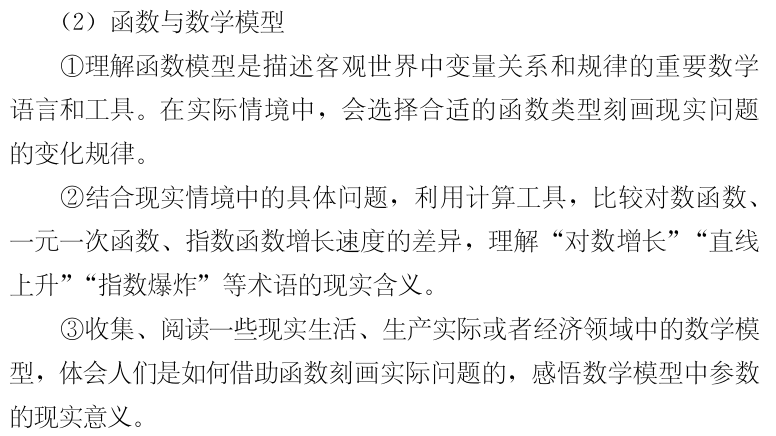 （2）函数与数学模型
①理解函数模型是描述客观世界中变量关系和规律的重要数学
语言和工具。在实际情境中，会选择合适的函数类型刻画现实问题
的变化规律。
②结合现实情境中的具体问题，利用计算工具，比较对数函数、
一元一次函数、指数函数增长速度的差异，理解“对数增长”“直线
上升”“指数爆炸”等术语的现实含义。
③收集、阅读一些现实生活、生产实际或者经济领域中的数学模
型，体会人们是如何借助函数刻画实际问题的，感悟数学模型中参数
的现实意义。